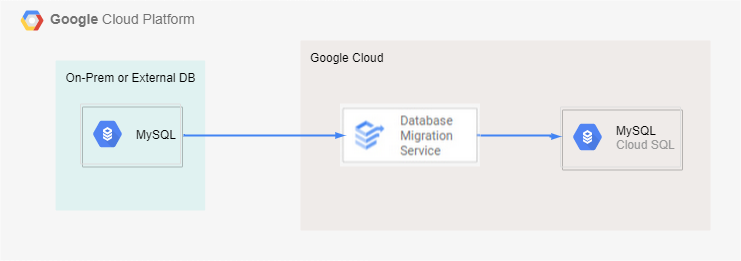 Google Cloud Platform
On-Prem or External DB
MySQL
Google Cloud
Database
Migration
Service
MySQL
Cloud SQL